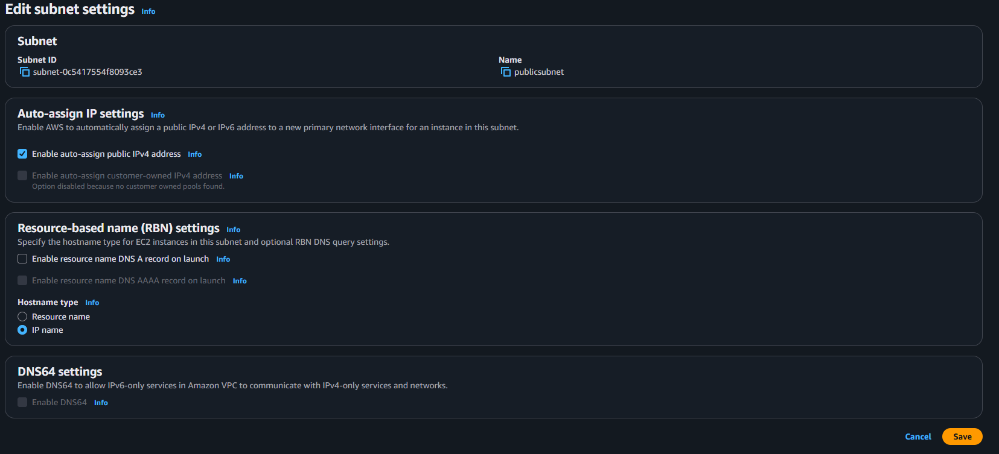 Edit subnet settings Info
Subnet
Subnet ID
subnet-0c5417554f8093ce3
Name
publicsubnet
Auto-assign IP settings Info
Enable AWS to automatically assign a public IPv4 or IPv6 address to a new primary network interface for an instance in this subnet.
Enable auto-assign public IPv4 address Info
Enable auto-assign customer-owned IPv4 address Info
Option disabled because no customer owned pools found.
Resource-based name (RBN) settings Info
Specify the hostname type for EC2 instances in this subnet and optional RBN DNS query settings.
Enable resource name DNS A record on launch Info
Enable resource name DNS AAAA record on launch Info
Hostname type Info
Resource name
IP name
DNS64 settings
Enable DNS64 to allow IPv6-only services in Amazon VPC to communicate with IPv4-only services and networks.
Enable DNS64 Info
Cancel Save